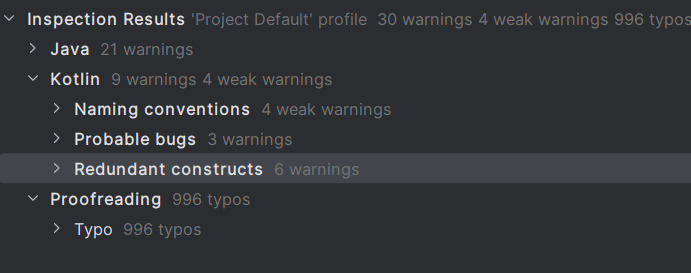 Inspection Results 'Project Default' profile 30 warnings 4 weak warnings 996 typos
Java 21 warnings
Kotlin 9 warnings 4 weak warnings
Naming conventions 4 weak warnings
Probable bugs 3 warnings
Redundant constructs 6 warnings
Proofreading 996 typos
Typo 996 typos